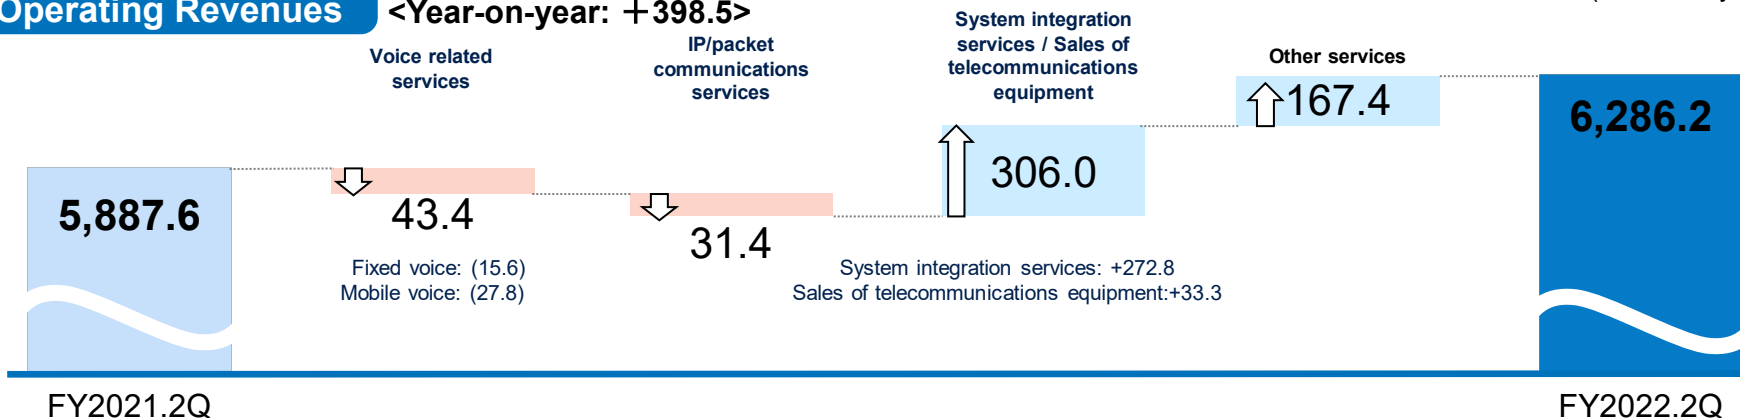 Operating Revenues
<Year-on-year: ＋398.5>
Voice related
services
IP/packet
communications
services
System integration
services / Sales of
telecommunications
equipment
Other services
5,887.6
43.4
31.4
306.0
167.4
6,286.2
Fixed voice: (15.6)
Mobile voice: (27.8)
System integration services: +272.8
Sales of telecommunications equipment:+33.3
FY2021.2Q
FY2022.2Q